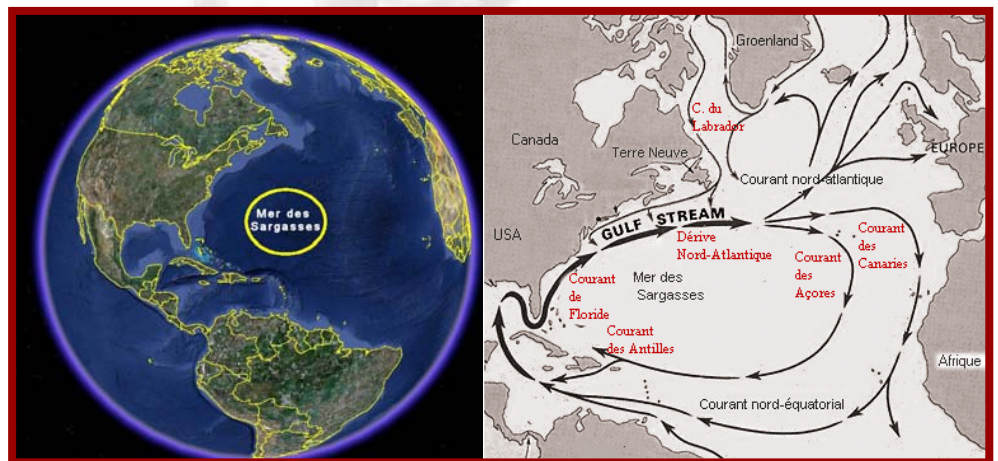 Mer des
Sargasses
Groenland
C. du
Labrador
Canada
Terre Neuve
EUROPE
Courant nord-atlantique
GULF STREAM
USA
Dérive
Nord-Atlantique
Courant
des
Canaries
Courant
des
Açores
Mer des
Sargasses
Courant
de
Floride
Courant
des Antilles
Afrique
Courant nord-équatorial